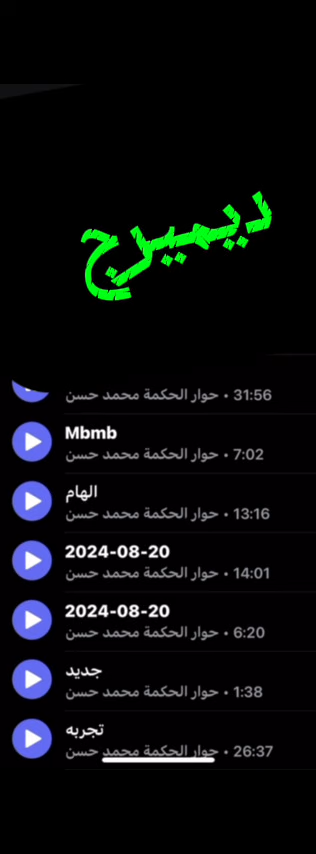 ديميرج
حوار الحكمة محمد حسن • 31:56
Mbmb
حوار الحكمة محمد حسن • 7:02
الهام
حوار الحكمة محمد حسن • 13:16
2024-08-20
حوار الحكمة محمد حسن • 14:01
2024-08-20
حوار الحكمة محمد حسن • 6:20
جديد
حوار الحكمة محمد حسن • 1:38
تجربه
حوار الحكمة محمد حسن • 26:37